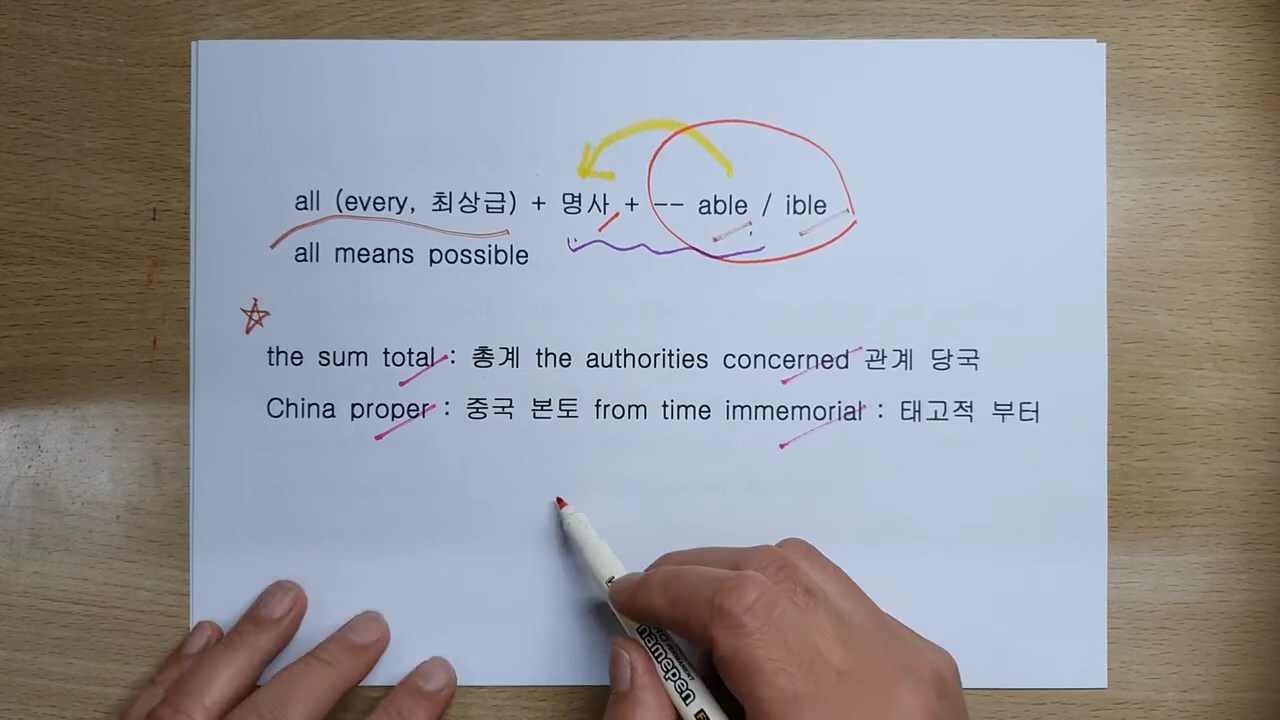 all (every, 최상급) + 명사 + -- able / ible
all means possible
the sum total : 총계 the authorities concerned 관계 당국
China proper : 중국 본토 from time immemorial : 태고적 부터
namepen